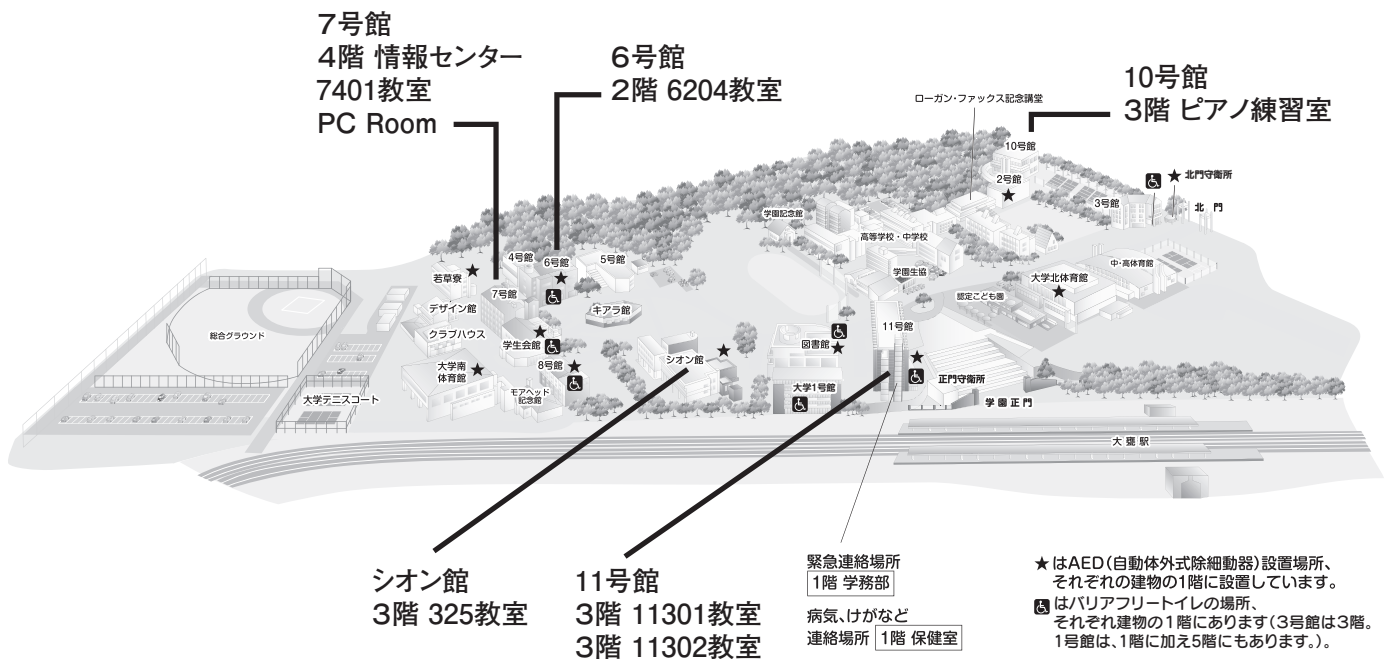 7号館
4階 情報センター
7401教室
PC Room
6号館
2階 6204教室
10号館
3階 ピアノ練習室
ローガン・ファックス記念講堂
10号館
2号館
3号館
北門守衛所
北 門
学園記念館
高等学校・中学校
学園生協
大学北体育館
中・高体育館
認定こども園
4号館
6号館
5号館
若草寮
7号館
デザイン館
キアラ館
クラブハウス
学生会館
総合グラウンド
大学南
体育館
8号館
モアヘッド
記念館
大学テニスコート
シオン館
図書館
11号館
大学1号館
正門守衛所
学園正門
大甕駅
シオン館
3階 325教室
11号館
3階 11301教室
3階 11302教室
緊急連絡場所
1階 学務部
病気、けがなど
連絡場所 1階 保健室
★はAED(自動体外式除細動器)設置場所、
それぞれの建物の1階に設置しています。
はバリアフリートイレの場所、
それぞれ建物の1階にあります(3号館は3階。
1号館は、1階に加え5階にもあります。)。